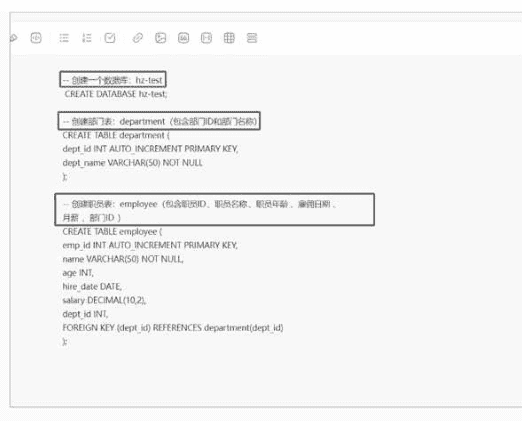 -- 创建一个数据库：hz-test
CREATE DATABASE hz-test;
-- 创建部门表：department（包含部门ID和部门名称)
CREATE TABLE department (
dept_id INT AUTO_INCREMENT PRIMARY KEY,
dept_name VARCHAR(50) NOT NULL
);
-- 创建职员表：employee（包含职员ID、职员名称、职员年龄 、雇佣日期 、
月薪 、部门ID ）
CREATE TABLE employee (
emp_id INT AUTO_INCREMENT PRIMARY KEY,
name VARCHAR(50) NOT NULL,
age INT,
hire_date DATE,
salary DECIMAL(10,2),
dept_id INT,
FOREIGN KEY (dept_id) REFERENCES department(dept_id)
);